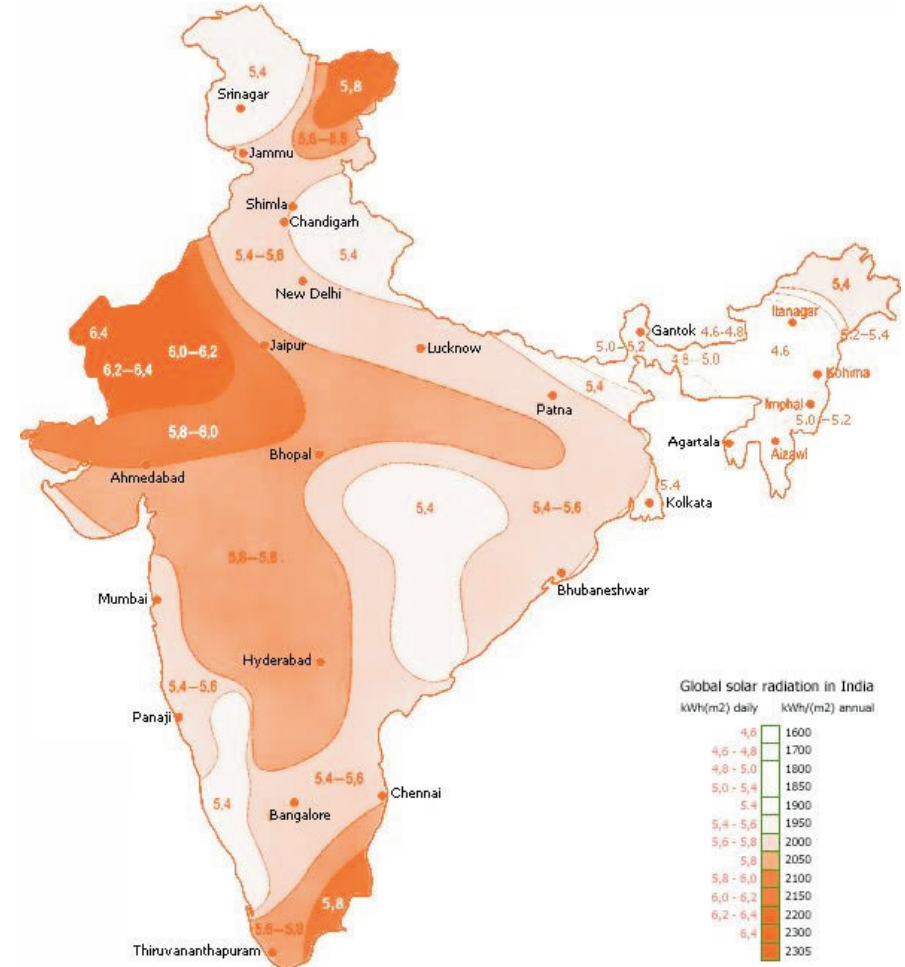 5,4
Srinagar
5,8
5,6–5,8
Jammu
Shimla
Chandigarh
5,4–5,6
5,4
New Delhi
5,4
Itanagar
6,4
6,0–6,2
Jaipur
Lucknow
Gantok
4,6-4,8
5,2–5,4
5,0–5,2
4,8–5,0
4,6
6,2–6,4
Kohima
5,4
Patna
Imphal
5,0–5,2
5,8–6,0
Agartala
Aizawl
Bhopal
Ahmedabad
5,4
Kolkata
5,4
5,4–5,6
Bhubaneshwar
Mumbai
Hyderabad
5,4–5,6
Panaji
5,4–5,6
5,4
Chennai
Bangalore
5,8
5,6–5,8
Thiruvananthapuram
Global solar radiation in India
kWh(m2) daily kWh/(m2) annual
4,6 1600
4,6 - 4,8 1700
4,8 - 5,0 1800
5,0 - 5,4 1850
5.4 1900
5,4 - 5,6 1950
5,6 - 5,8 2000
5,8 2050
5,8 - 6,0 2100
6,0 - 6,2 2150
6,2 - 6,4 2200
6,4 2300
2305